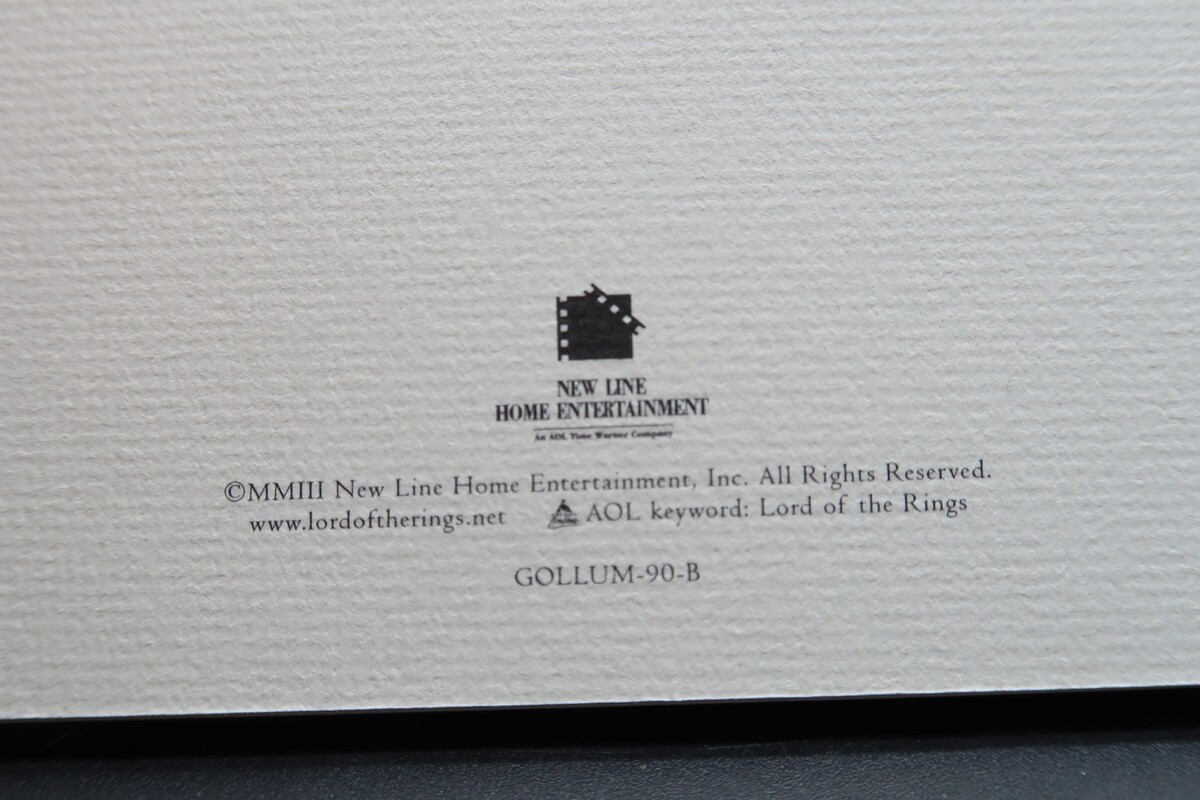 NEW LINE
HOME ENTERTAINMENT
An AOL Time Warner Company
©MMIII New Line Home Entertainment, Inc. All Rights Reserved.
www.lordoftherings.net AOL keyword: Lord of the Rings
GOLLUM-90-B